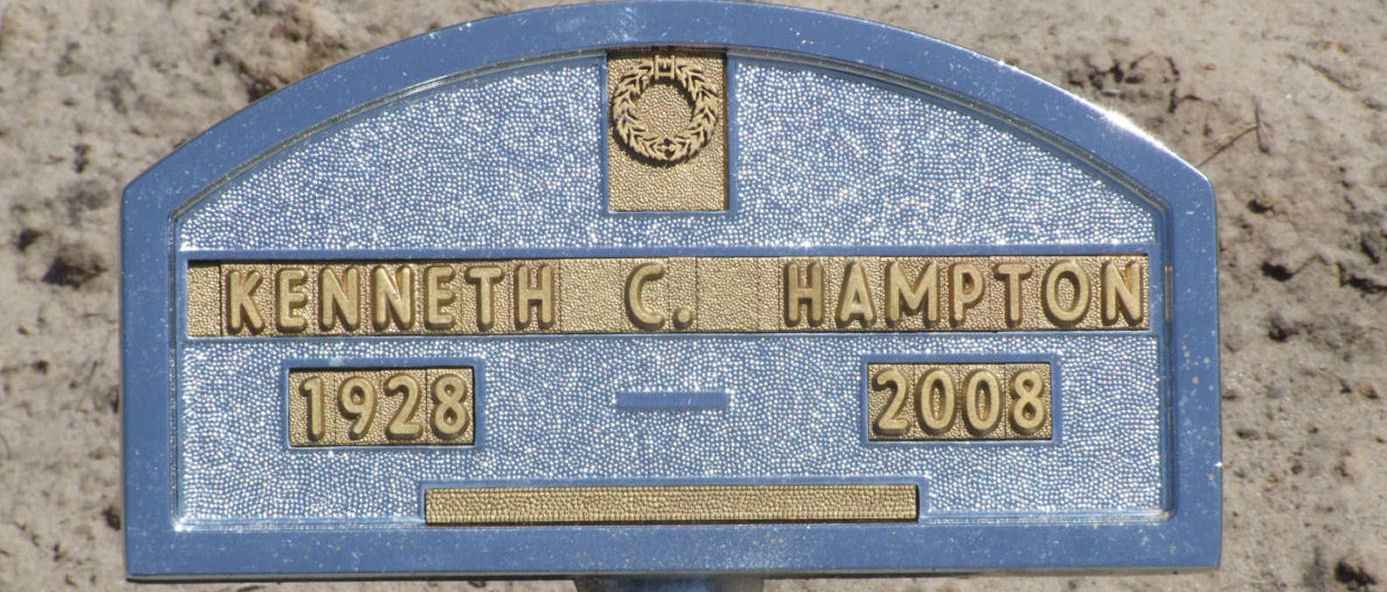 KENNETH C. HAMPTON
1928 – 2008